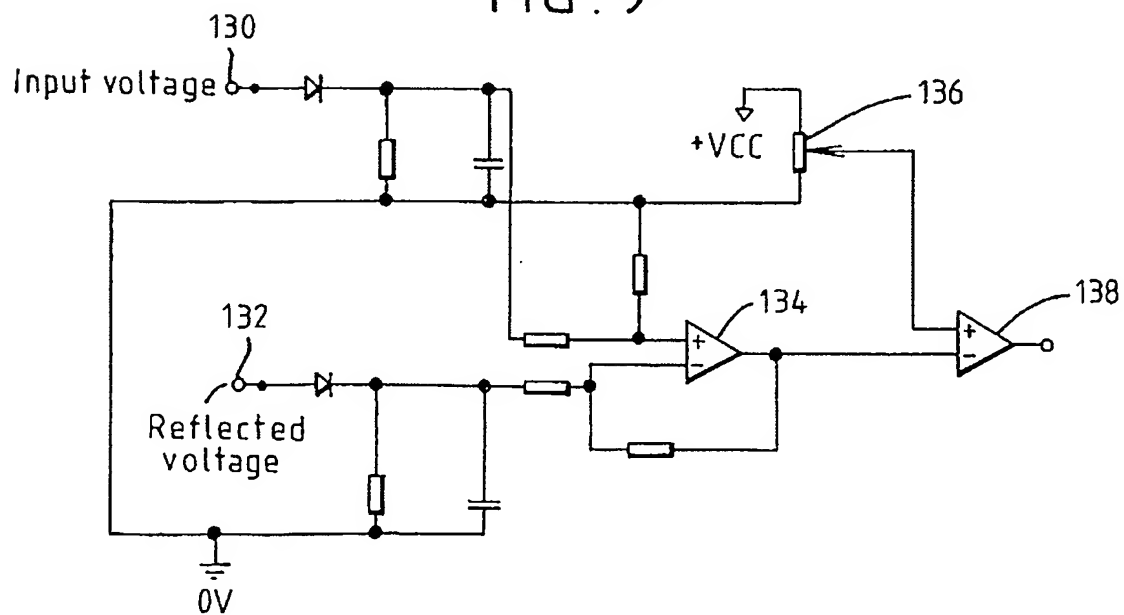 130
Input voltage
136
+VCC
+
-
134
+
-
138
132
Reflected
voltage
0V